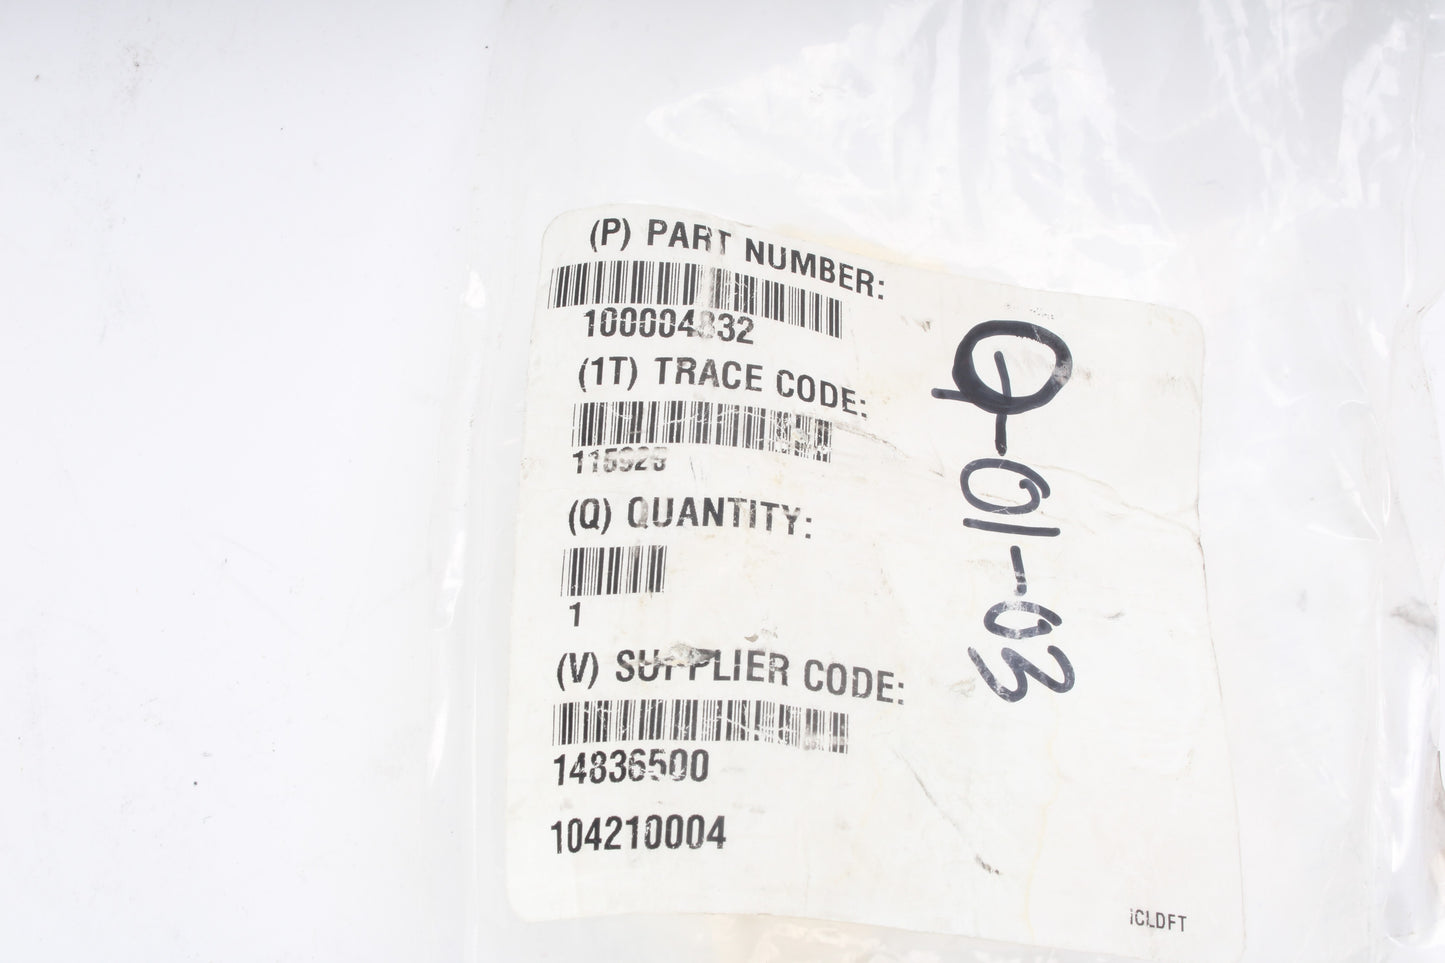 (P) PART NUMBER:
(1T) TRACE CODE:
(Q) QUANTITY:
1
(V) SUPPLIER CODE:
14836500
104210004
Q-01-03
iCLDFT